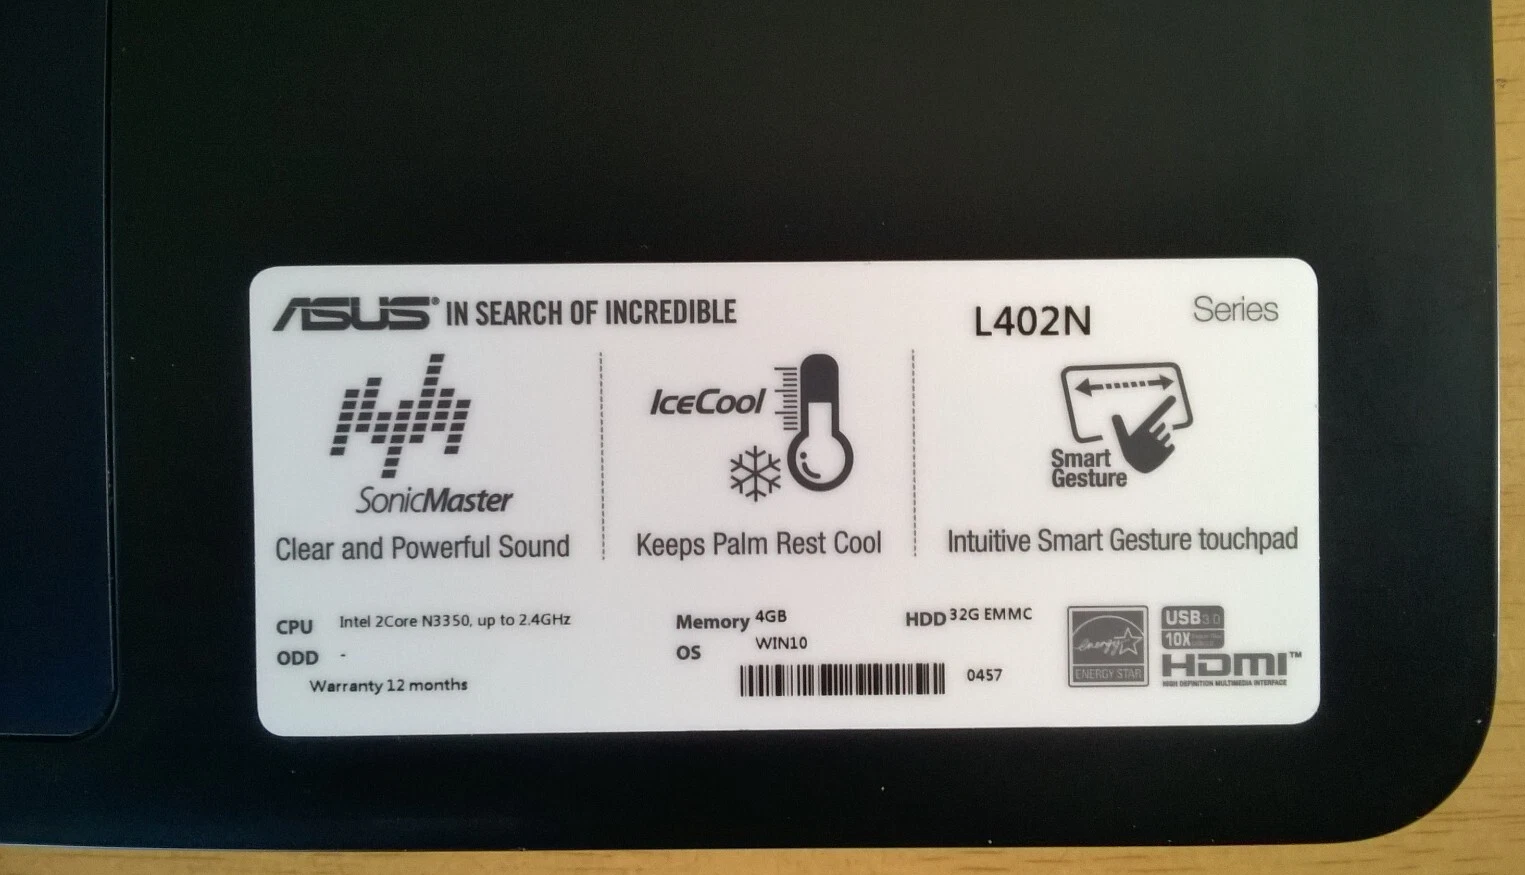 ASUS® IN SEARCH OF INCREDIBLE
L402N
Series
SonicMaster
Clear and Powerful Sound
IceCool
Keeps Palm Rest Cool
Smart
Gesture
Intuitive Smart Gesture touchpad
CPU Intel 2Core N3350, up to 2.4GHz
ODD -
Warranty 12 months
Memory 4GB
OS WIN10
HDD 32G EMMC
0457
energy
ENERGY STAR
USB 3.0
10X
HDMI™
HIGH DEFINITION MULTIMEDIA INTERFACE